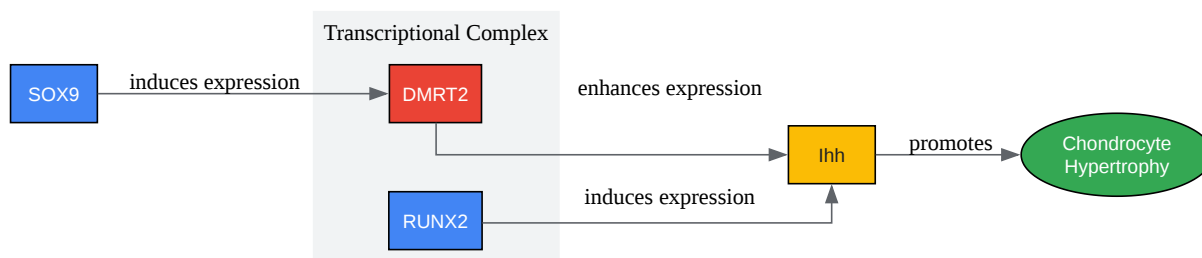 Transcriptional Complex
SOX9
induces expression
DMRT2
enhances expression
Ihh
promotes
Chondrocyte
Hypertrophy
RUNX2
induces expression